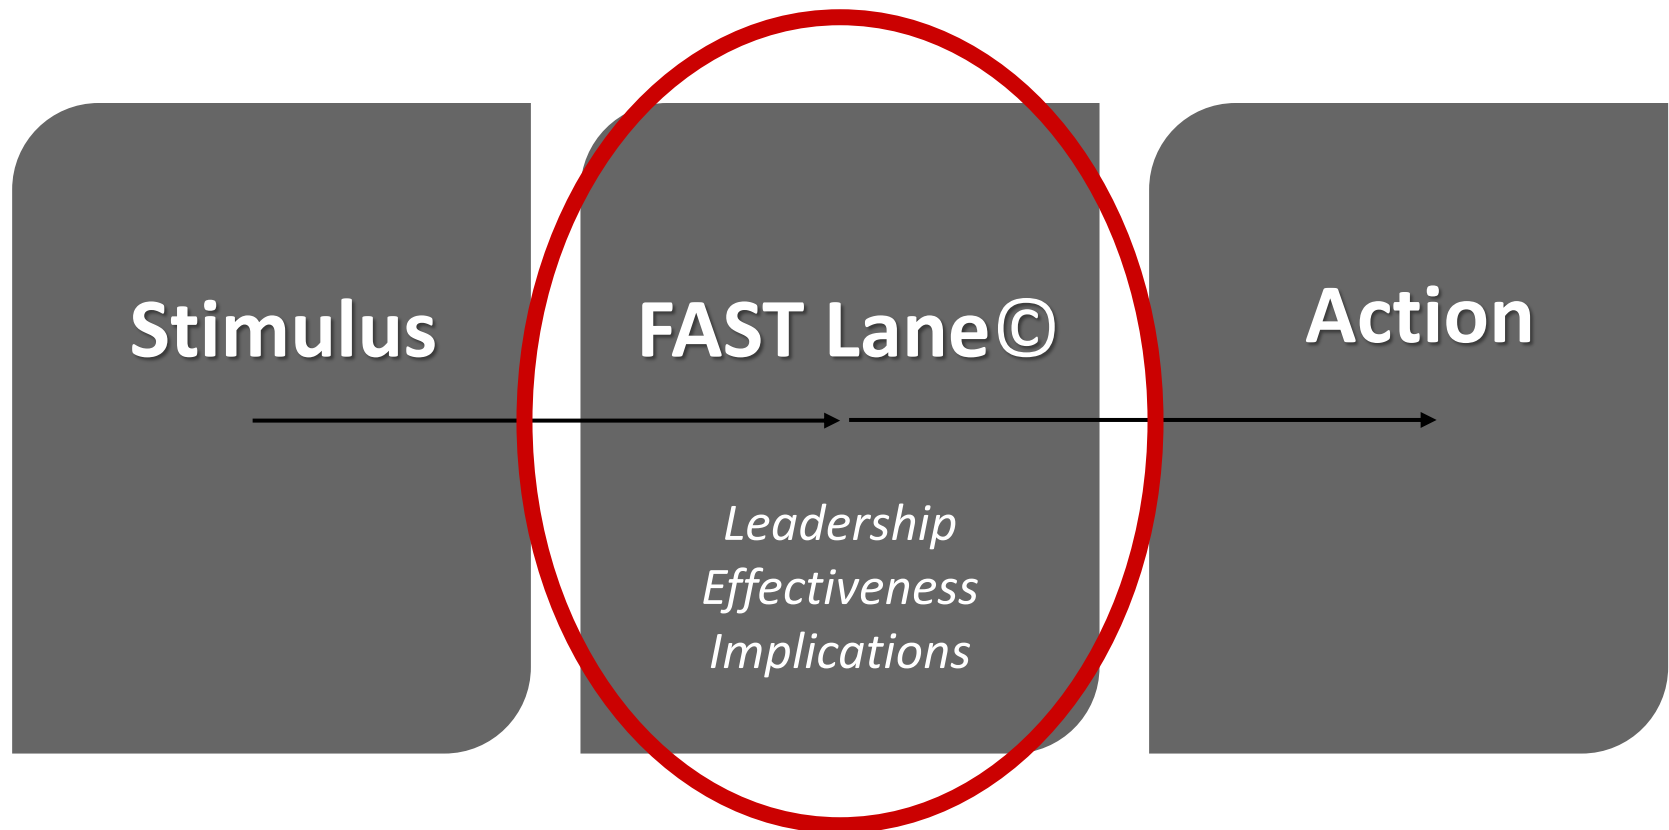 Stimulus
FAST Lane©
Leadership
Effectiveness
Implications
Action